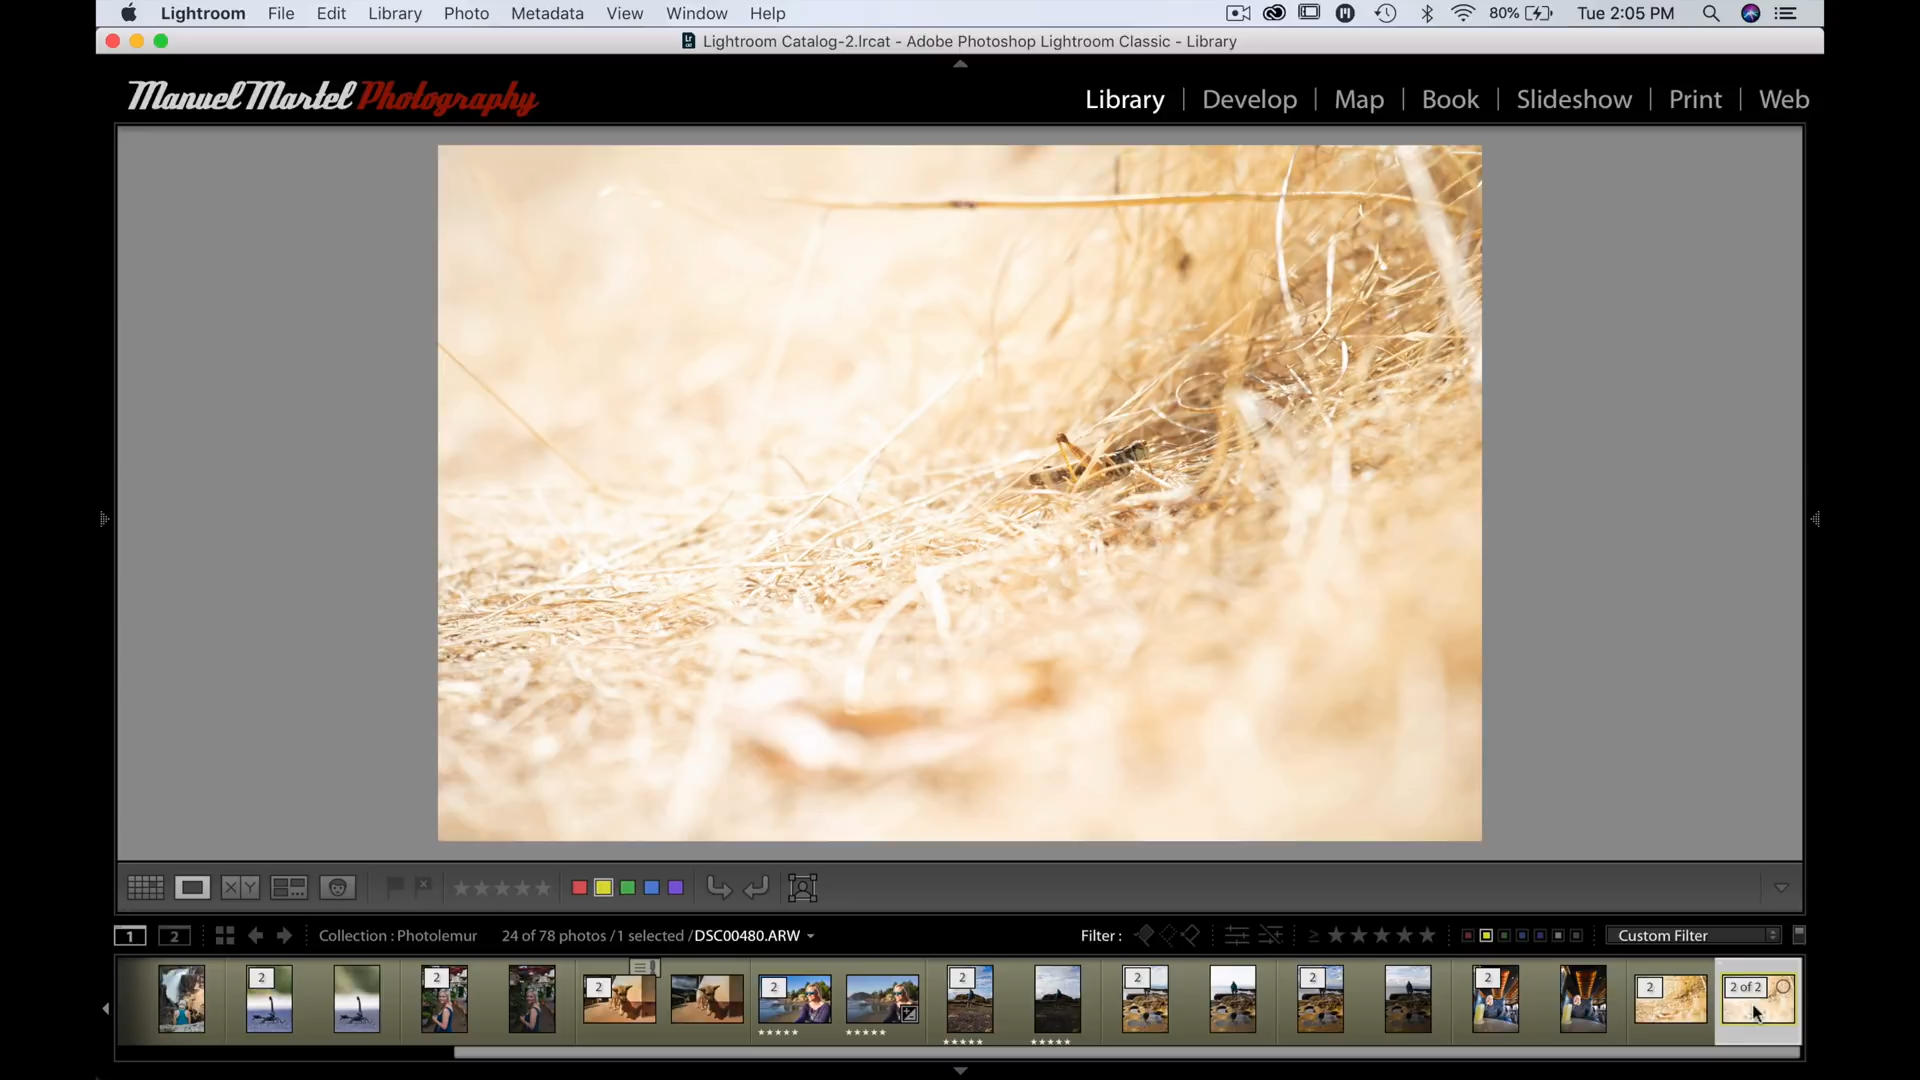 Lightroom File Edit Library Photo Metadata View Window Help 80% Tue 2:05 PM
Lightroom Catalog-2.lrcat - Adobe Photoshop Lightroom Classic - Library
Manuel Martel Photography
Library | Develop | Map | Book | Slideshow | Print | Web
XY
1 2 Collection : Photolemur 24 of 78 photos / 1 selected / DSC00480.ARW Filter : Custom Filter
2 2 2 2 2 2 2 2 2 2 of 2